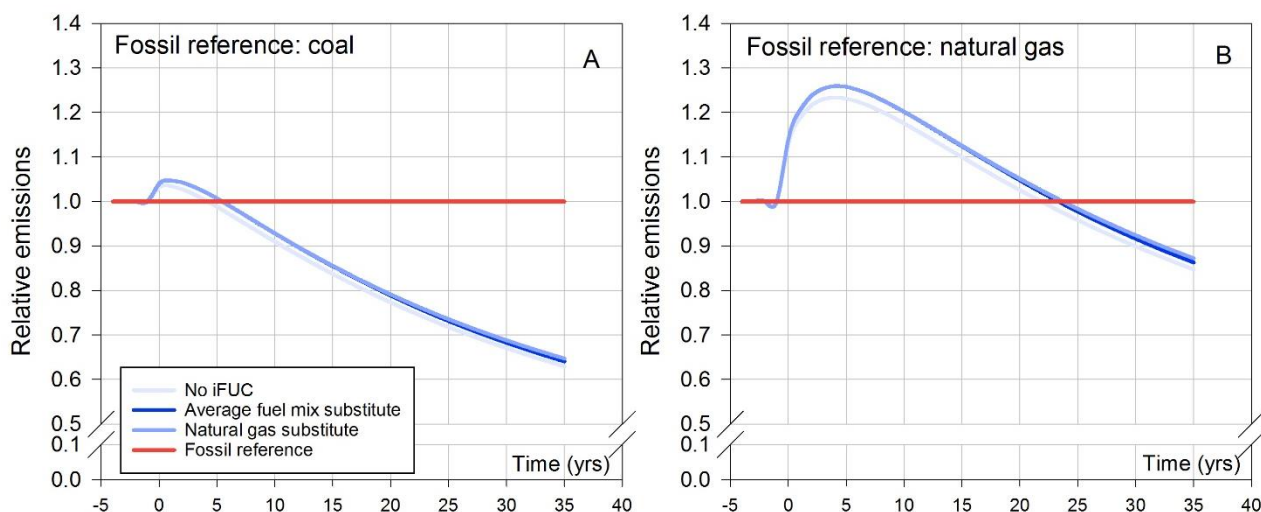 Fossil reference: coal
A
Relative emissions
1.4
1.3
1.2
1.1
1.0
0.9
0.8
0.7
0.6
0.5
0.1
0.0
No iFUC
Average fuel mix substitute
Natural gas substitute
Fossil reference
Time (yrs)
-5 0 5 10 15 20 25 30 35 40
Fossil reference: natural gas
B
Relative emissions
1.4
1.3
1.2
1.1
1.0
0.9
0.8
0.7
0.6
0.5
0.1
0.0
Time (yrs)
-5 0 5 10 15 20 25 30 35 40